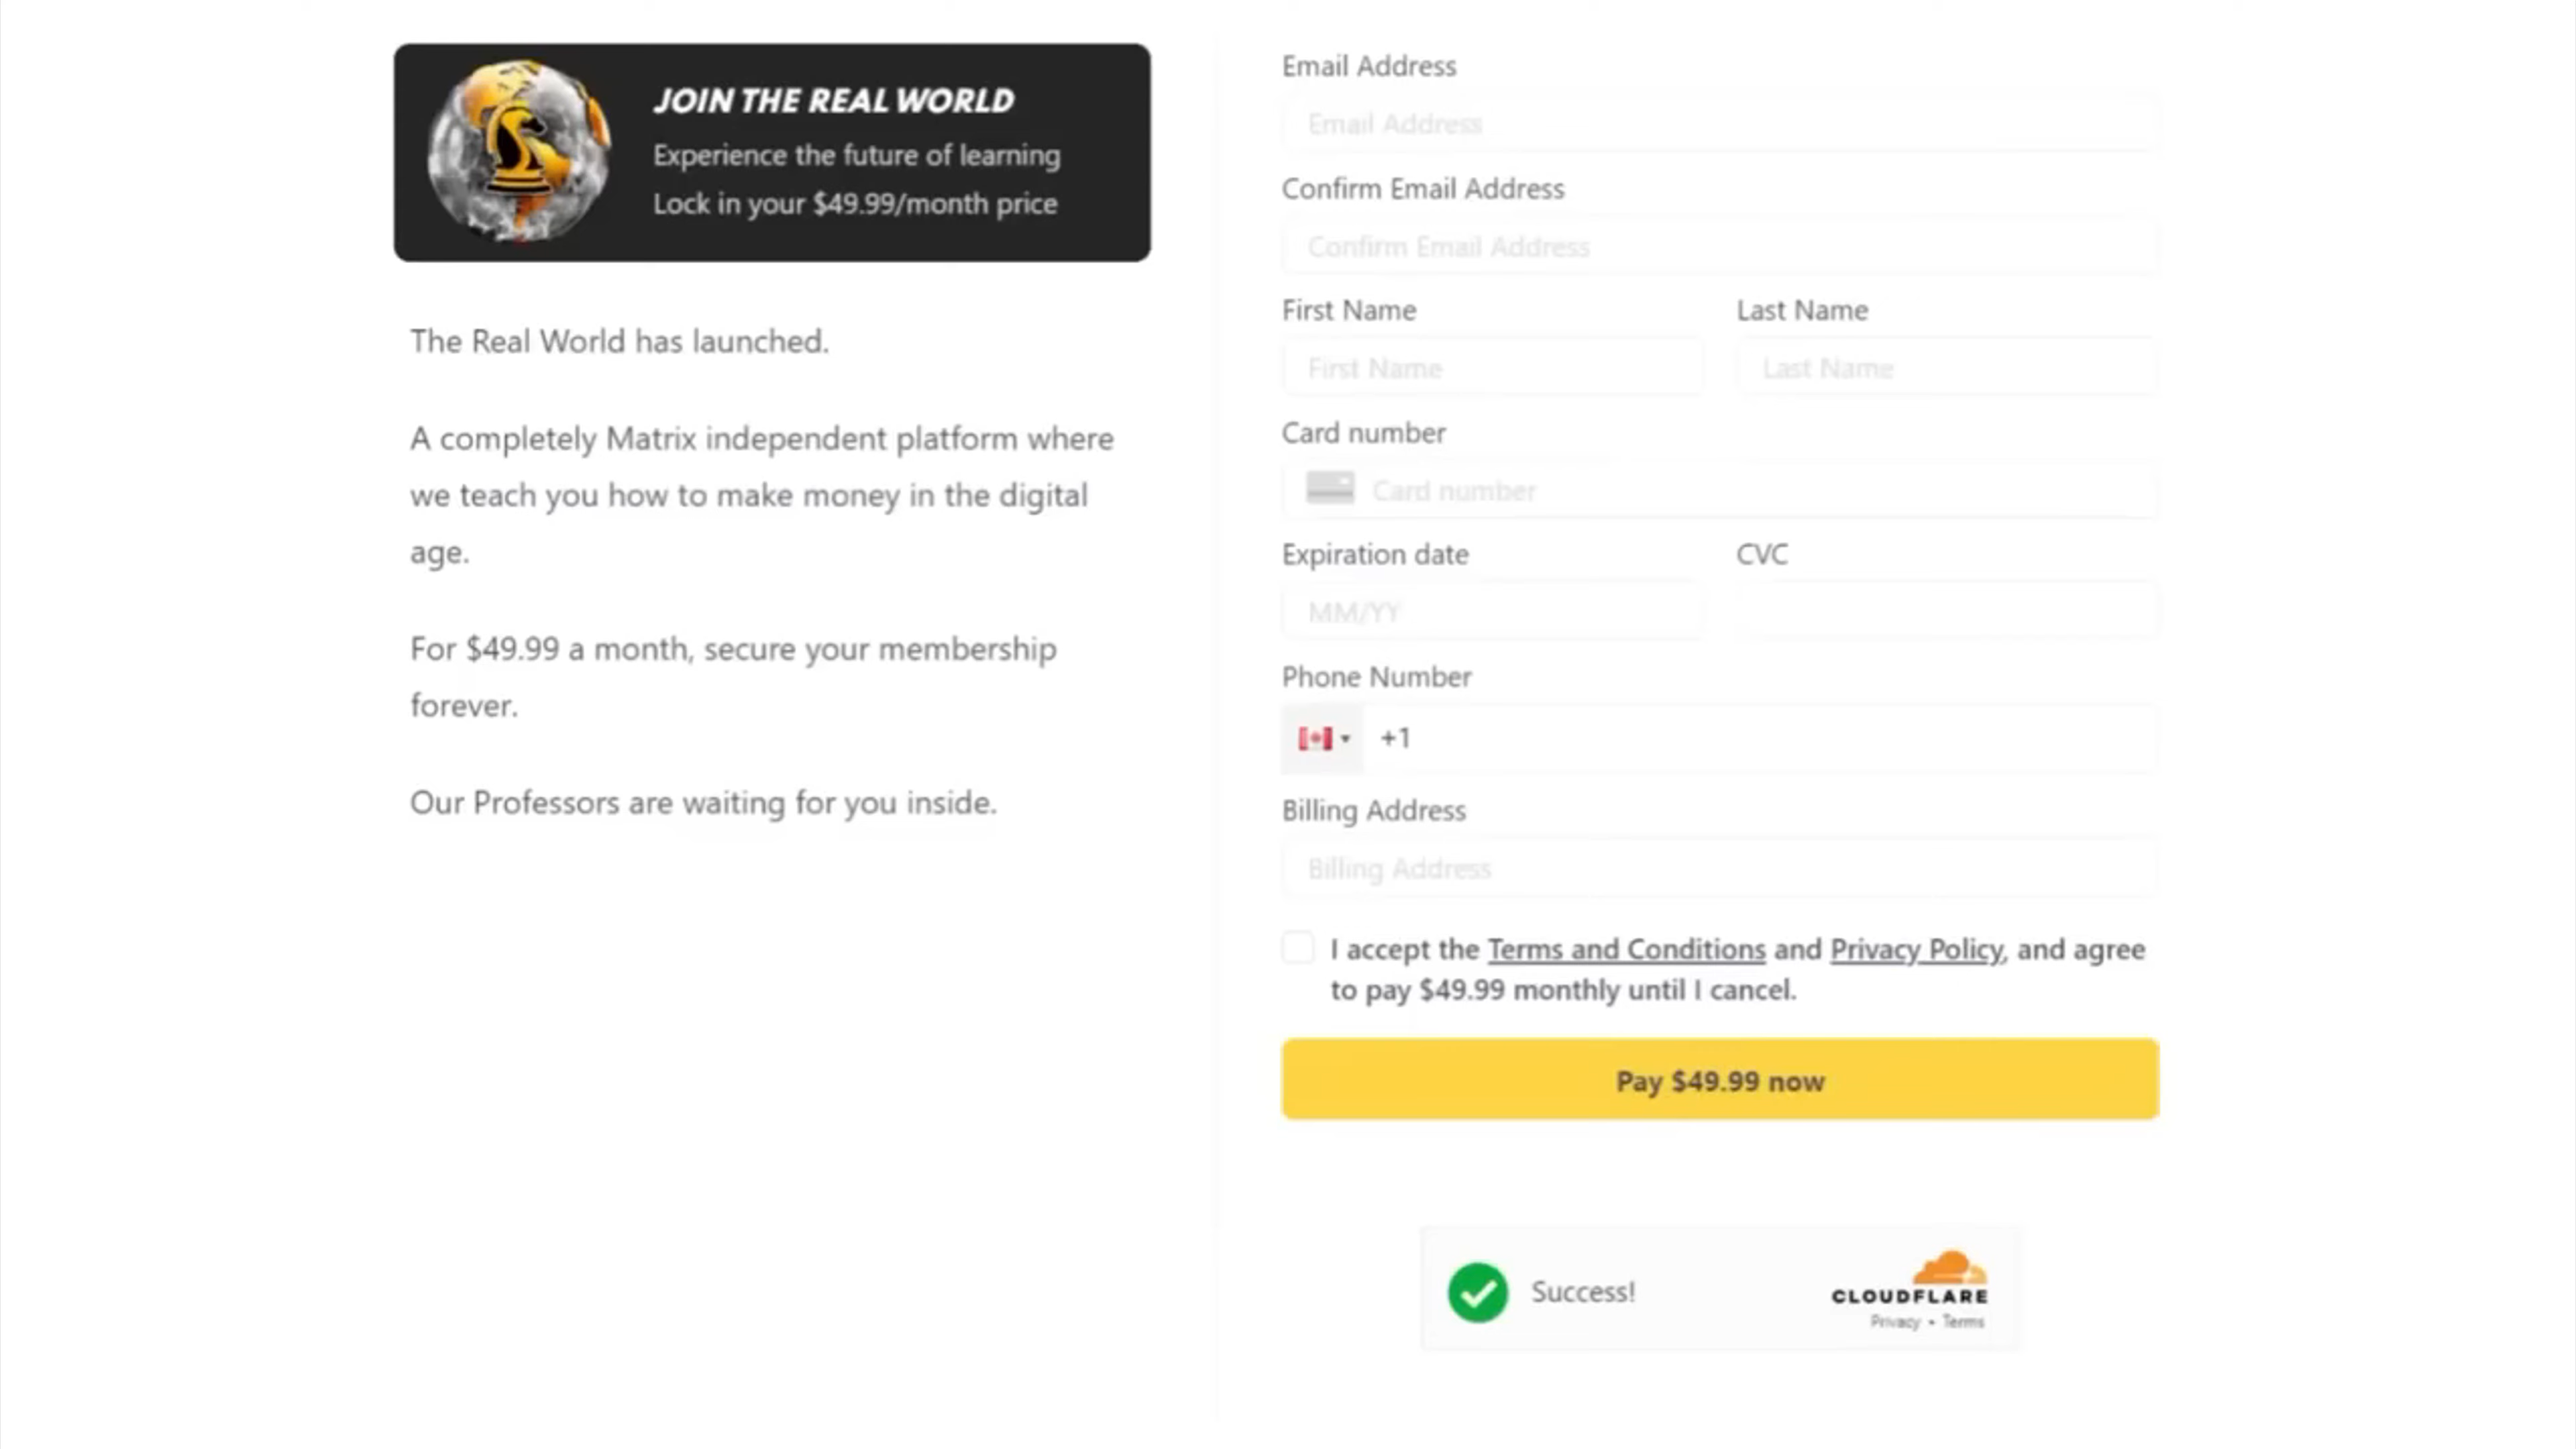 JOIN THE REAL WORLD
Experience the future of learning
Lock in your $49.99/month price
The Real World has launched.
A completely Matrix independent platform where
we teach you how to make money in the digital
age.
For $49.99 a month, secure your membership
forever.
Our Professors are waiting for you inside.
Email Address
Email Address
Confirm Email Address
Confirm Email Address
First Name
Last Name
First Name
Last Name
Card number
Card number
Expiration date
CVC
MM/YY
Phone Number
+1
Billing Address
Billing Address
I accept the Terms and Conditions and Privacy Policy, and agree
to pay $49.99 monthly until I cancel.
Pay $49.99 now
Success!
CLOUDFLARE
Privacy • Terms